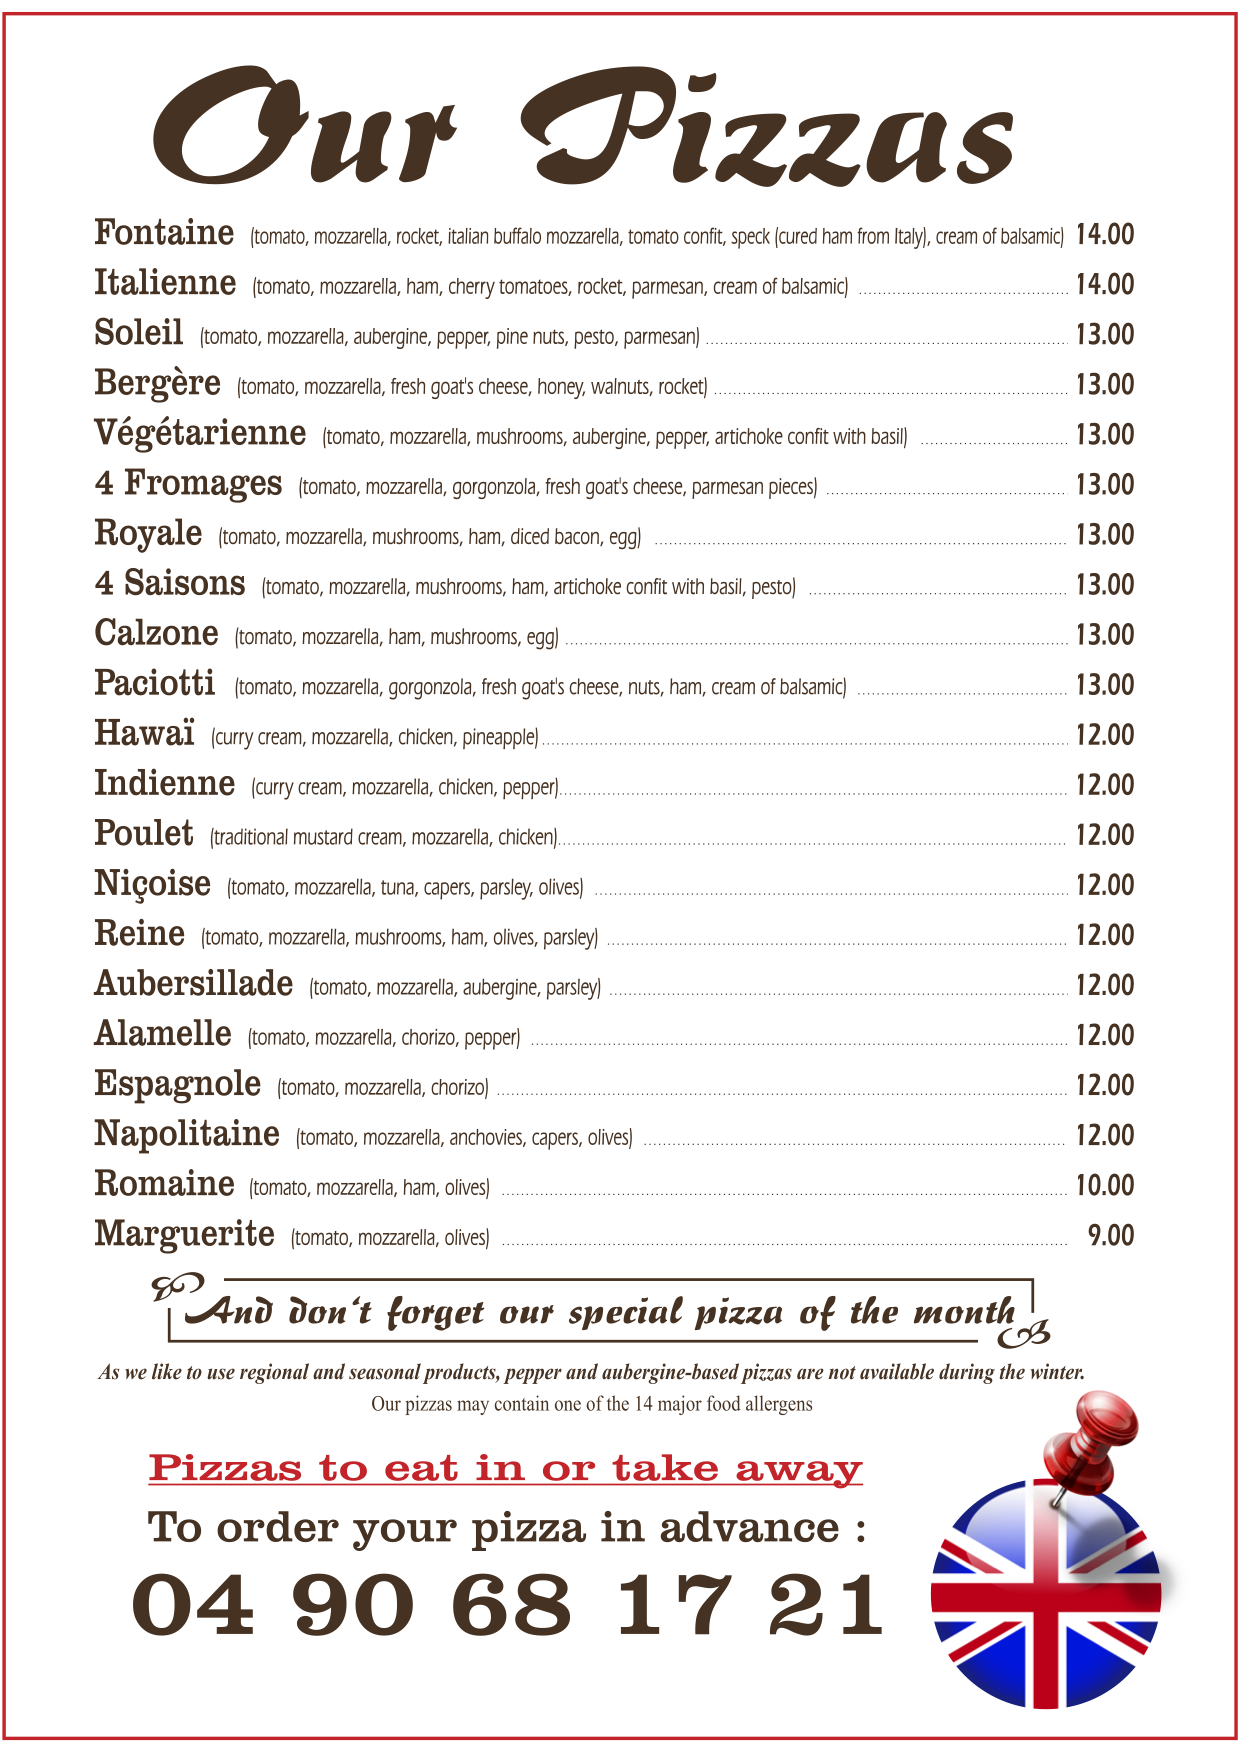 Our Pizzas
Fontaine (tomato, mozzarella, rocket, italian buffalo mozzarella, tomato confit, speck (cured ham from Italy), cream of balsamic) 14.00
Italienne (tomato, mozzarella, ham, cherry tomatoes, rocket, parmesan, cream of balsamic) 14.00
Soleil (tomato, mozzarella, aubergine, pepper, pine nuts, pesto, parmesan) 13.00
Bergère (tomato, mozzarella, fresh goat's cheese, honey, walnuts, rocket) 13.00
Végétarienne (tomato, mozzarella, mushrooms, aubergine, pepper, artichoke confit with basil) 13.00
4 Fromages (tomato, mozzarella, gorgonzola, fresh goat's cheese, parmesan pieces) 13.00
Royale (tomato, mozzarella, mushrooms, ham, diced bacon, egg) 13.00
4 Saisons (tomato, mozzarella, mushrooms, ham, artichoke confit with basil, pesto) 13.00
Calzone (tomato, mozzarella, ham, mushrooms, egg) 13.00
Paciotti (tomato, mozzarella, gorgonzola, fresh goat's cheese, nuts, ham, cream of balsamic) 13.00
Hawaï (curry cream, mozzarella, chicken, pineapple) 12.00
Indienne (curry cream, mozzarella, chicken, pepper) 12.00
Poulet (traditional mustard cream, mozzarella, chicken) 12.00
Niçoise (tomato, mozzarella, tuna, capers, parsley, olives) 12.00
Reine (tomato, mozzarella, mushrooms, ham, olives, parsley) 12.00
Aubersillade (tomato, mozzarella, aubergine, parsley) 12.00
Alamelle (tomato, mozzarella, chorizo, pepper) 12.00
Espagnole (tomato, mozzarella, chorizo) 12.00
Napolitaine (tomato, mozzarella, anchovies, capers, olives) 12.00
Romaine (tomato, mozzarella, ham, olives) 10.00
Marguerite (tomato, mozzarella, olives) 9.00
And don‘t forget our special pizza of the month
As we like to use regional and seasonal products, pepper and aubergine-based pizzas are not available during the winter.
Our pizzas may contain one of the 14 major food allergens
Pizzas to eat in or take away
To order your pizza in advance :
04 90 68 17 21